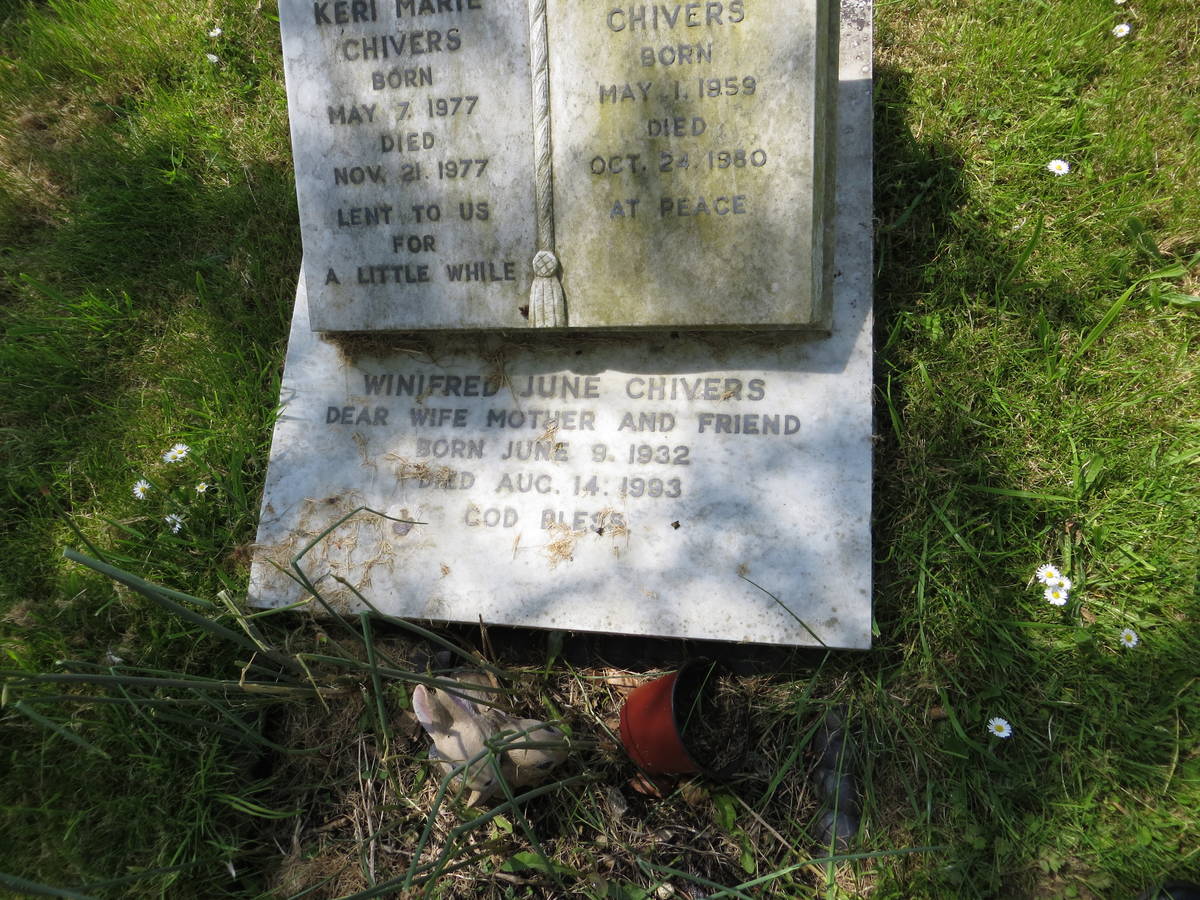 KERI MARIE
CHIVERS
BORN
MAY 7. 1977
DIED
NOV. 21. 1977
LENT TO US
FOR
A LITTLE WHILE
CHIVERS
BORN
MAY 1. 1959
DIED
OCT. 24. 1980
AT PEACE
WINIFRED JUNE CHIVERS
DEAR WIFE MOTHER AND FRIEND
BORN JUNE 9. 1932
DIED AUG. 14. 1993
GOD BLESS